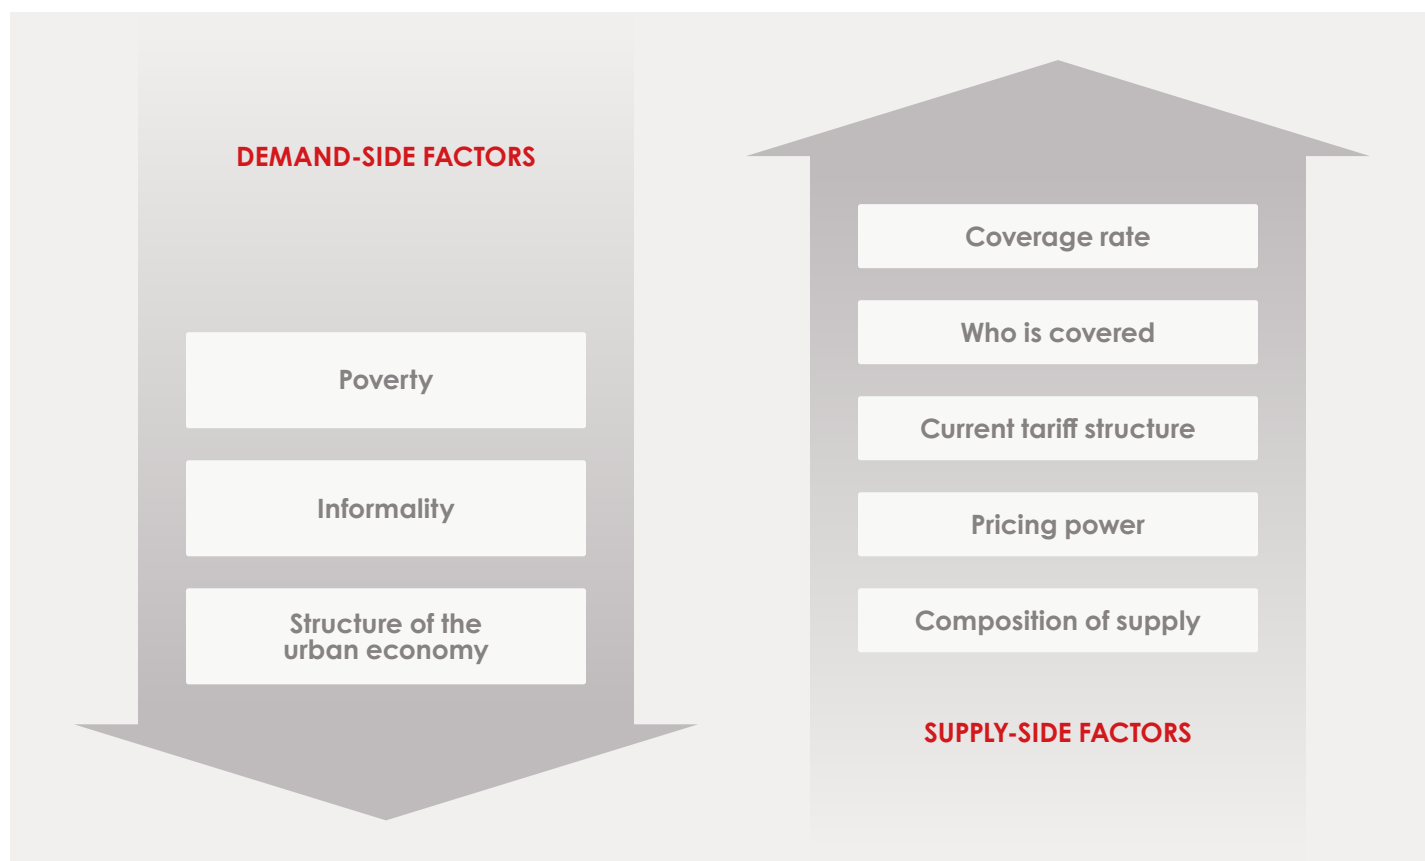 DEMAND-SIDE FACTORS
Poverty
Informality
Structure of the
urban economy
Coverage rate
Who is covered
Current tariff structure
Pricing power
Composition of supply
SUPPLY-SIDE FACTORS